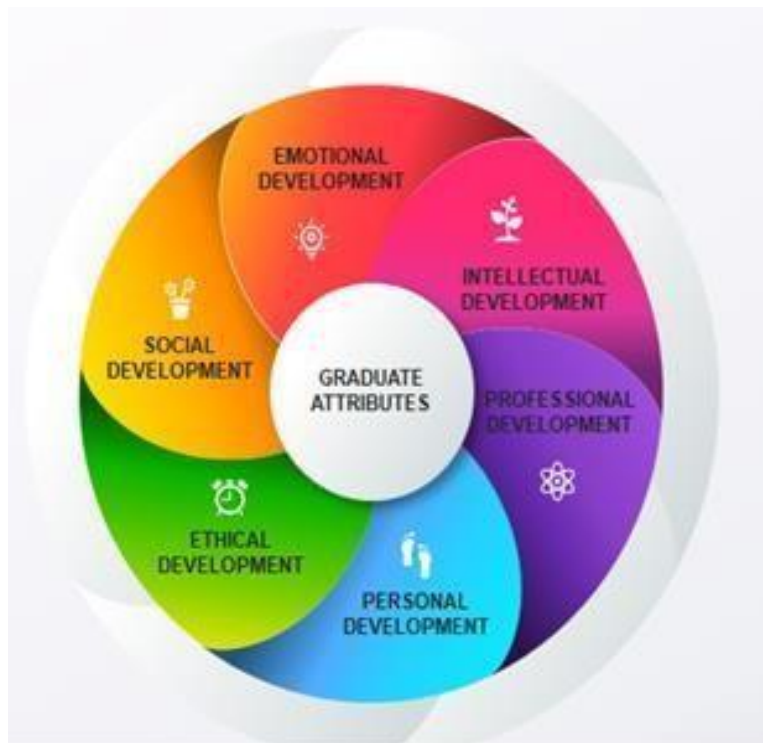 EMOTIONAL
DEVELOPMENT
INTELLECTUAL
DEVELOPMENT
SOCIAL
DEVELOPMENT
GRADUATE
ATTRIBUTES
PROFESSIONAL
DEVELOPMENT
ETHICAL
DEVELOPMENT
PERSONAL
DEVELOPMENT